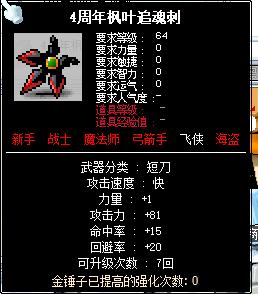 4周年枫叶追魂刺
要求等级： 64
要求力量： 0
要求敏捷： 0
要求智力： 0
要求运气： 0
要求人气度： -
道具等级： -
道具经验值： -
新手 战士 魔法师 弓箭手 飞侠 海盗
武器分类 : 短刀
攻击速度 : 快
力量 : +1
攻击力 : +81
命中率 : +15
回避率 : +20
可升级次数 : 7回
金锤子已提高的强化次数: 0